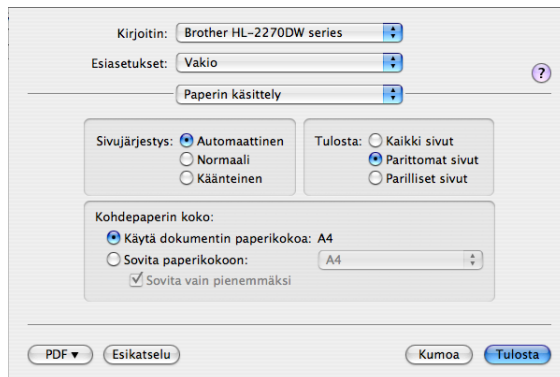 Kirjoitin: Brother HL-2270DW series
Esiasetukset: Vakio
?
Paperin käsittely
Sivujärjestys: Automaattinen
Normaali
Käänteinen
Tulosta: Kaikki sivut
Parittomat sivut
Parilliset sivut
Kohdepaperin koko:
Käytä dokumentin paperikokoa: A4
Sovita paperikokoon: A4
Sovita vain pienemmäksi
PDF ▾ Esikatselu Kumoa Tulosta